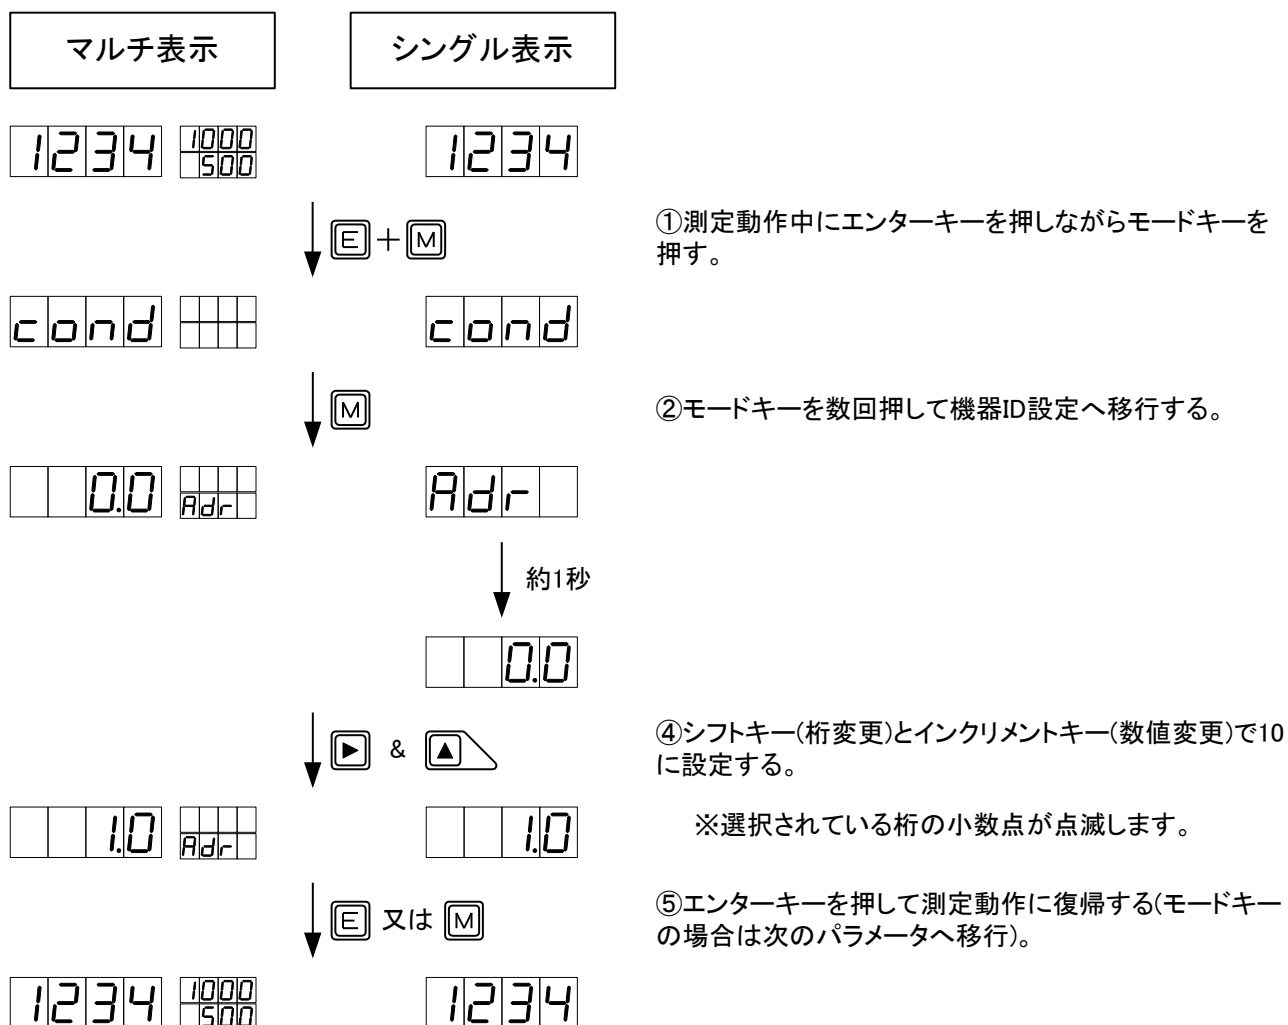 マルチ表示 シングル表示
1234 1000 1234
500
E+M ①測定動作中にエンターキーを押しながらモードキーを
押す。
cond cond
M ②モードキーを数回押して機器ID設定へ移行する。
0.0 Adr Adr
約1秒
0.0
▶ & ▲ ④シフトキー(桁変更)とインクリメントキー(数値変更)で10
に設定する。
※選択されている桁の小数点が点滅します。
1.0 Adr 1.0
E 又は M ⑤エンターキーを押して測定動作に復帰する(モードキー
の場合は次のパラメータへ移行)。
1234 1000 1234
500